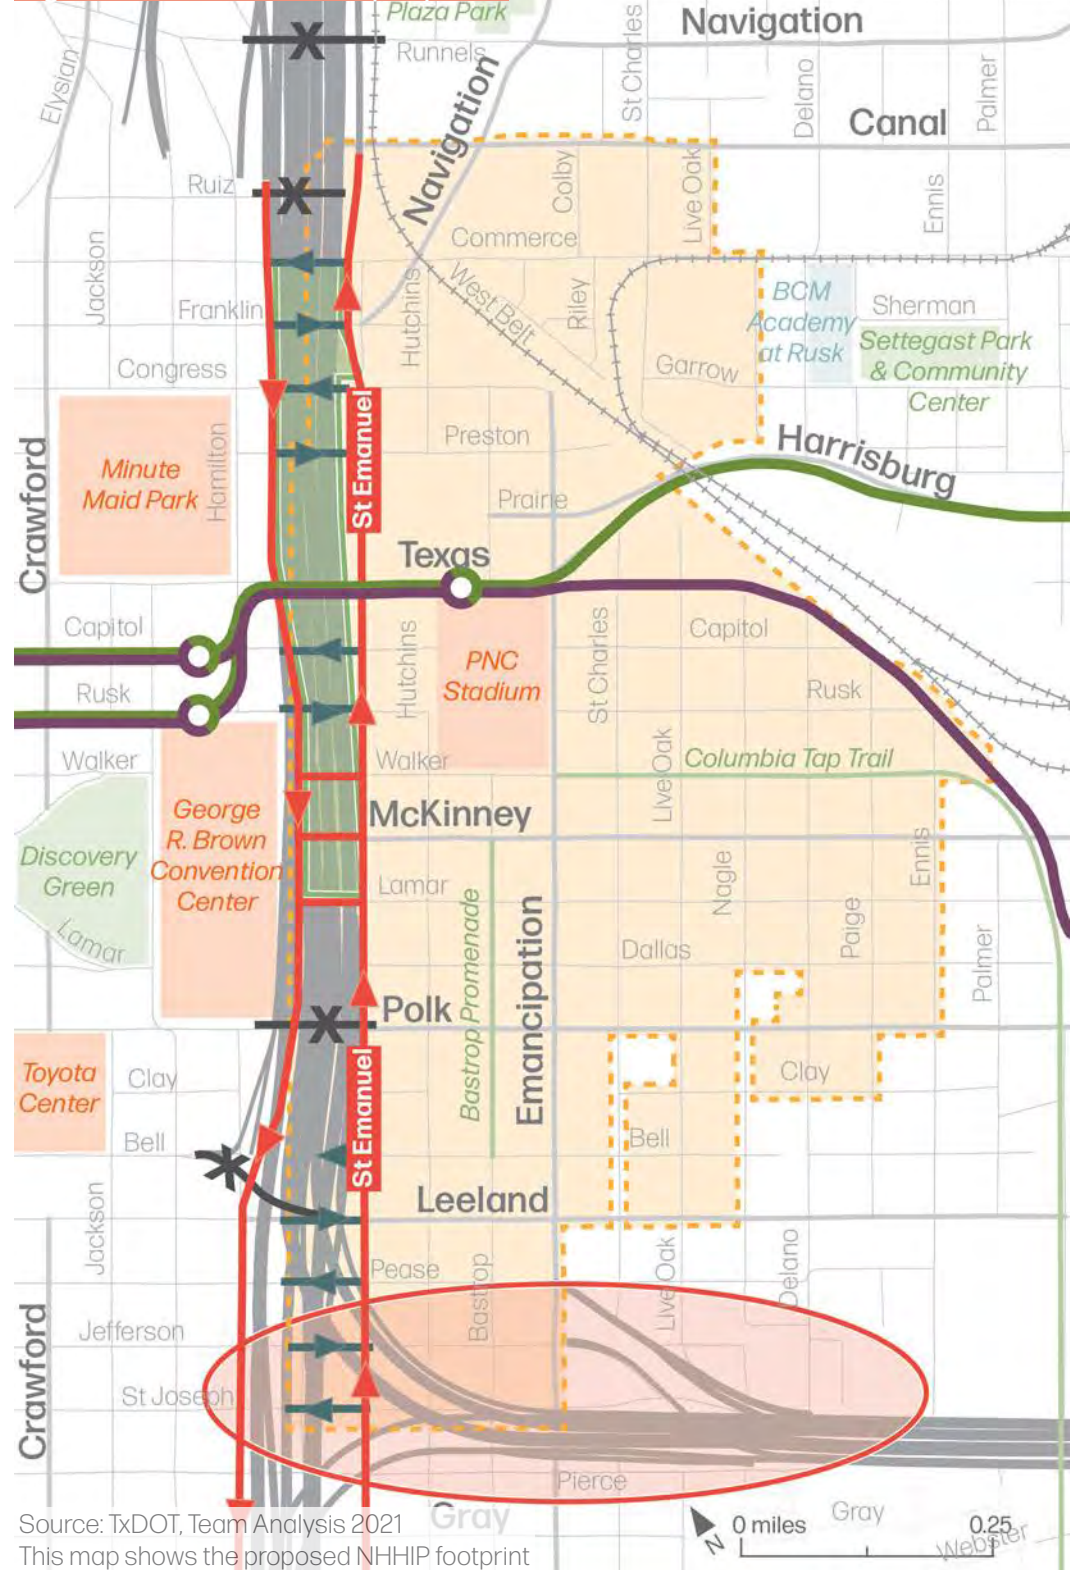 Plaza Park
Navigation
Runnels
St Charles
Elysian
Navigation
Delano
Palmer
Canal
Ruiz
Colby
Live Oak
Ennis
Jackson
Commerce
West Belt
Riley
BCM
Academy
at Rusk
Sherman
Franklin
Hutchins
Settegast Park
& Community
Center
Congress
Garrow
Crawford
Minute
Maid Park
Hamilton
St Emanuel
Preston
Harrisburg
Prairie
Texas
Capitol
Hutchins
PNC
Stadium
St Charles
Capitol
Rusk
Rusk
Walker
Walker
Live Oak
Columbia Tap Trail
George
R. Brown
Convention
Center
McKinney
Discovery
Green
Lamar
Lamar
Nagle
Ennis
Bastrop Promenade
Emancipation
Dallas
Paige
Palmer
Polk
Toyota
Center
Clay
St Emanuel
Clay
Bell
Bell
Jackson
Leeland
Pease
Bastrop
Live Oak
Delano
Crawford
Jefferson
St Joseph
Pierce
Gray
Gray
N
0 miles
0.25
Webster
Source: TxDOT, Team Analysis 2021
This map shows the proposed NHHIP footprint